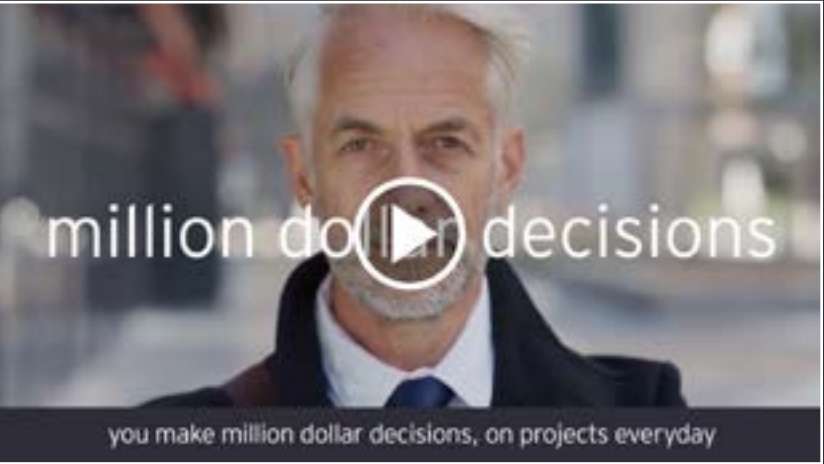 million dollar decisions
you make million dollar decisions, on projects everyday